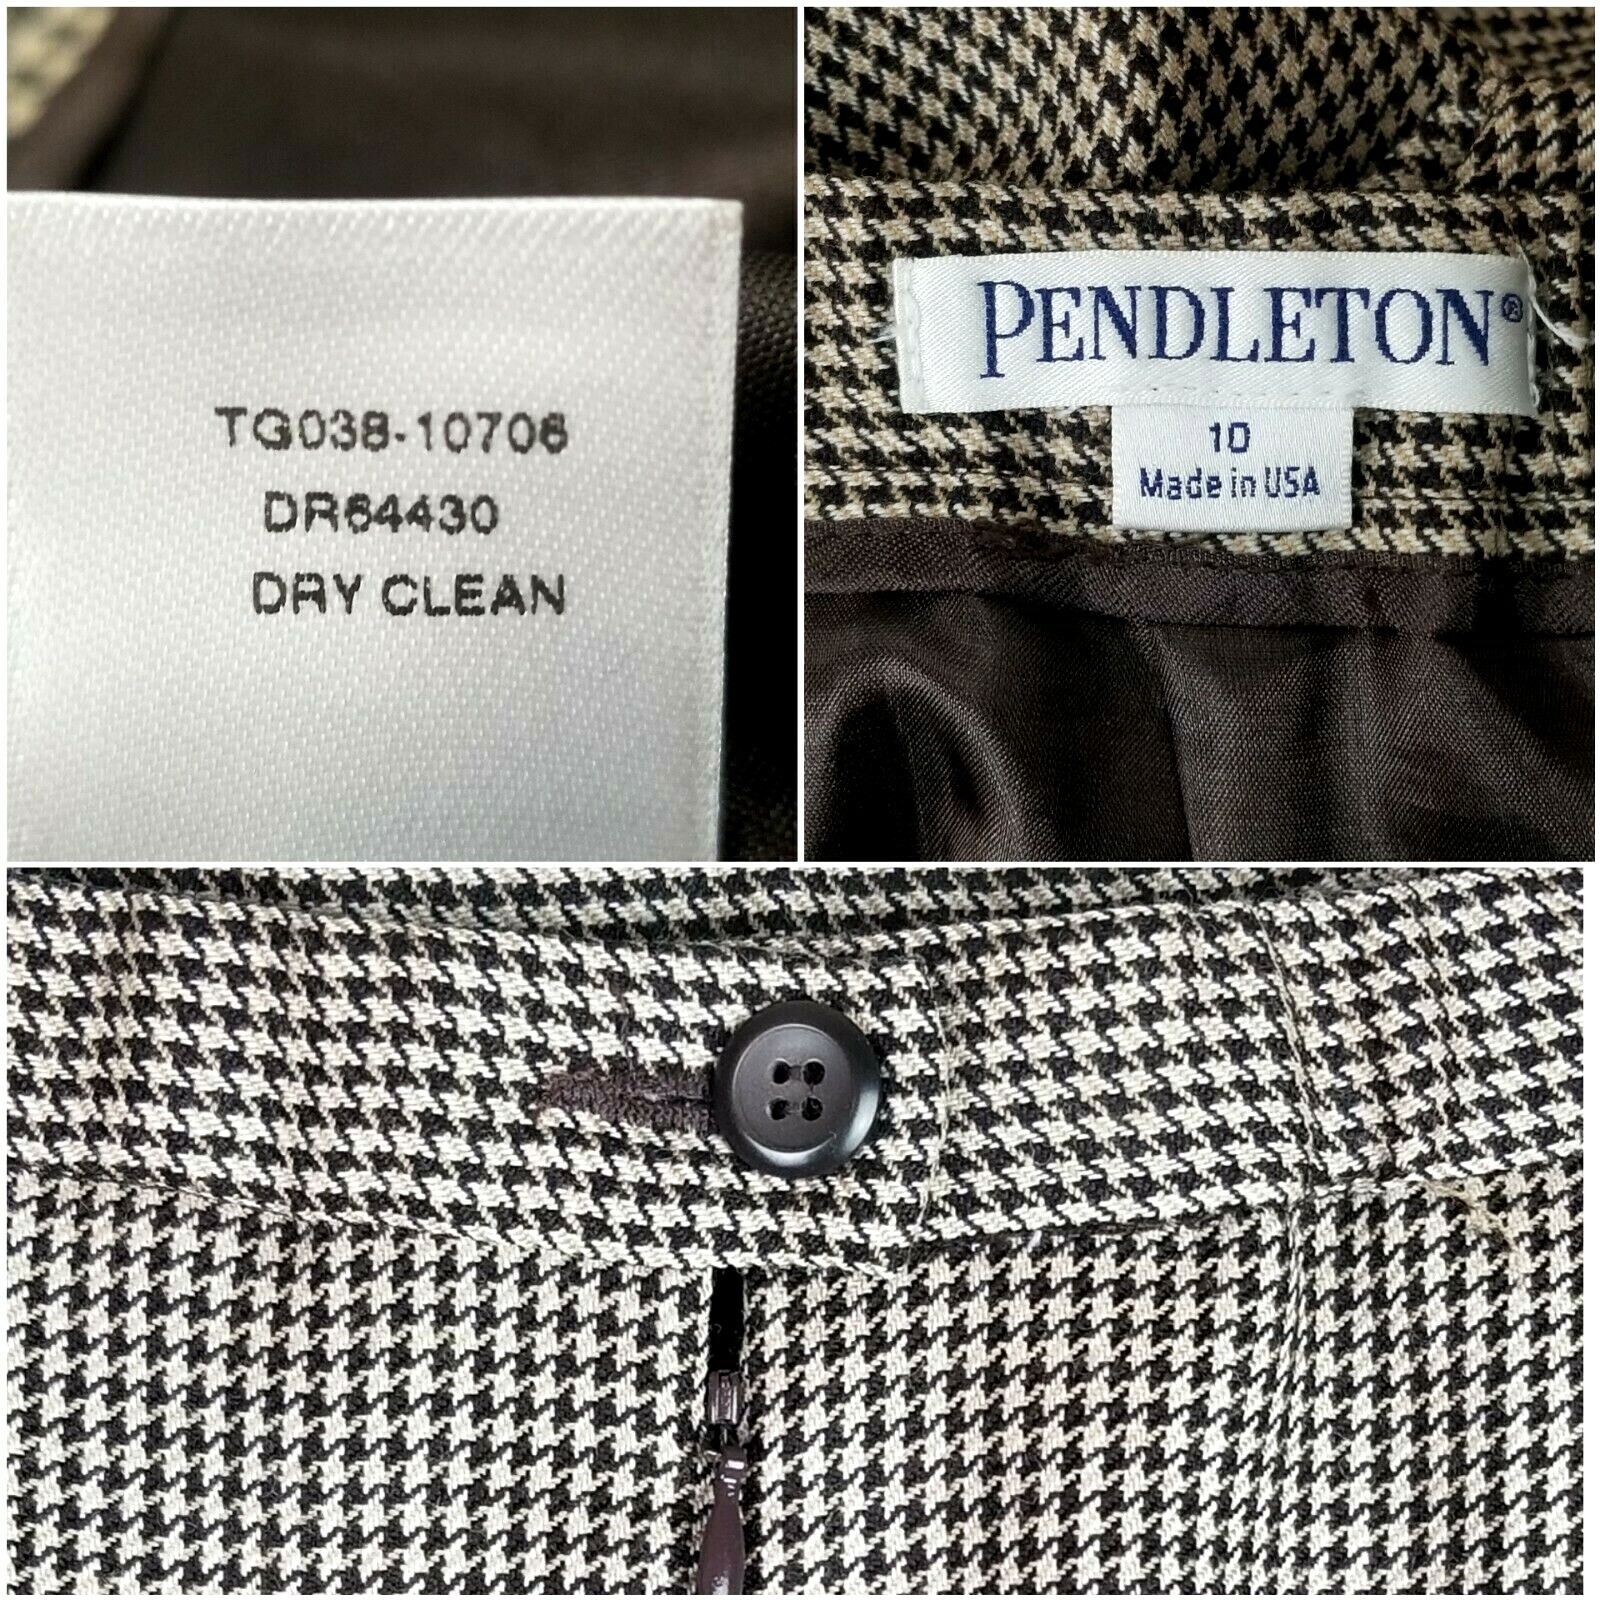 TG038-10706
DR64430
DRY CLEAN
PENDLETON®
10
Made in USA